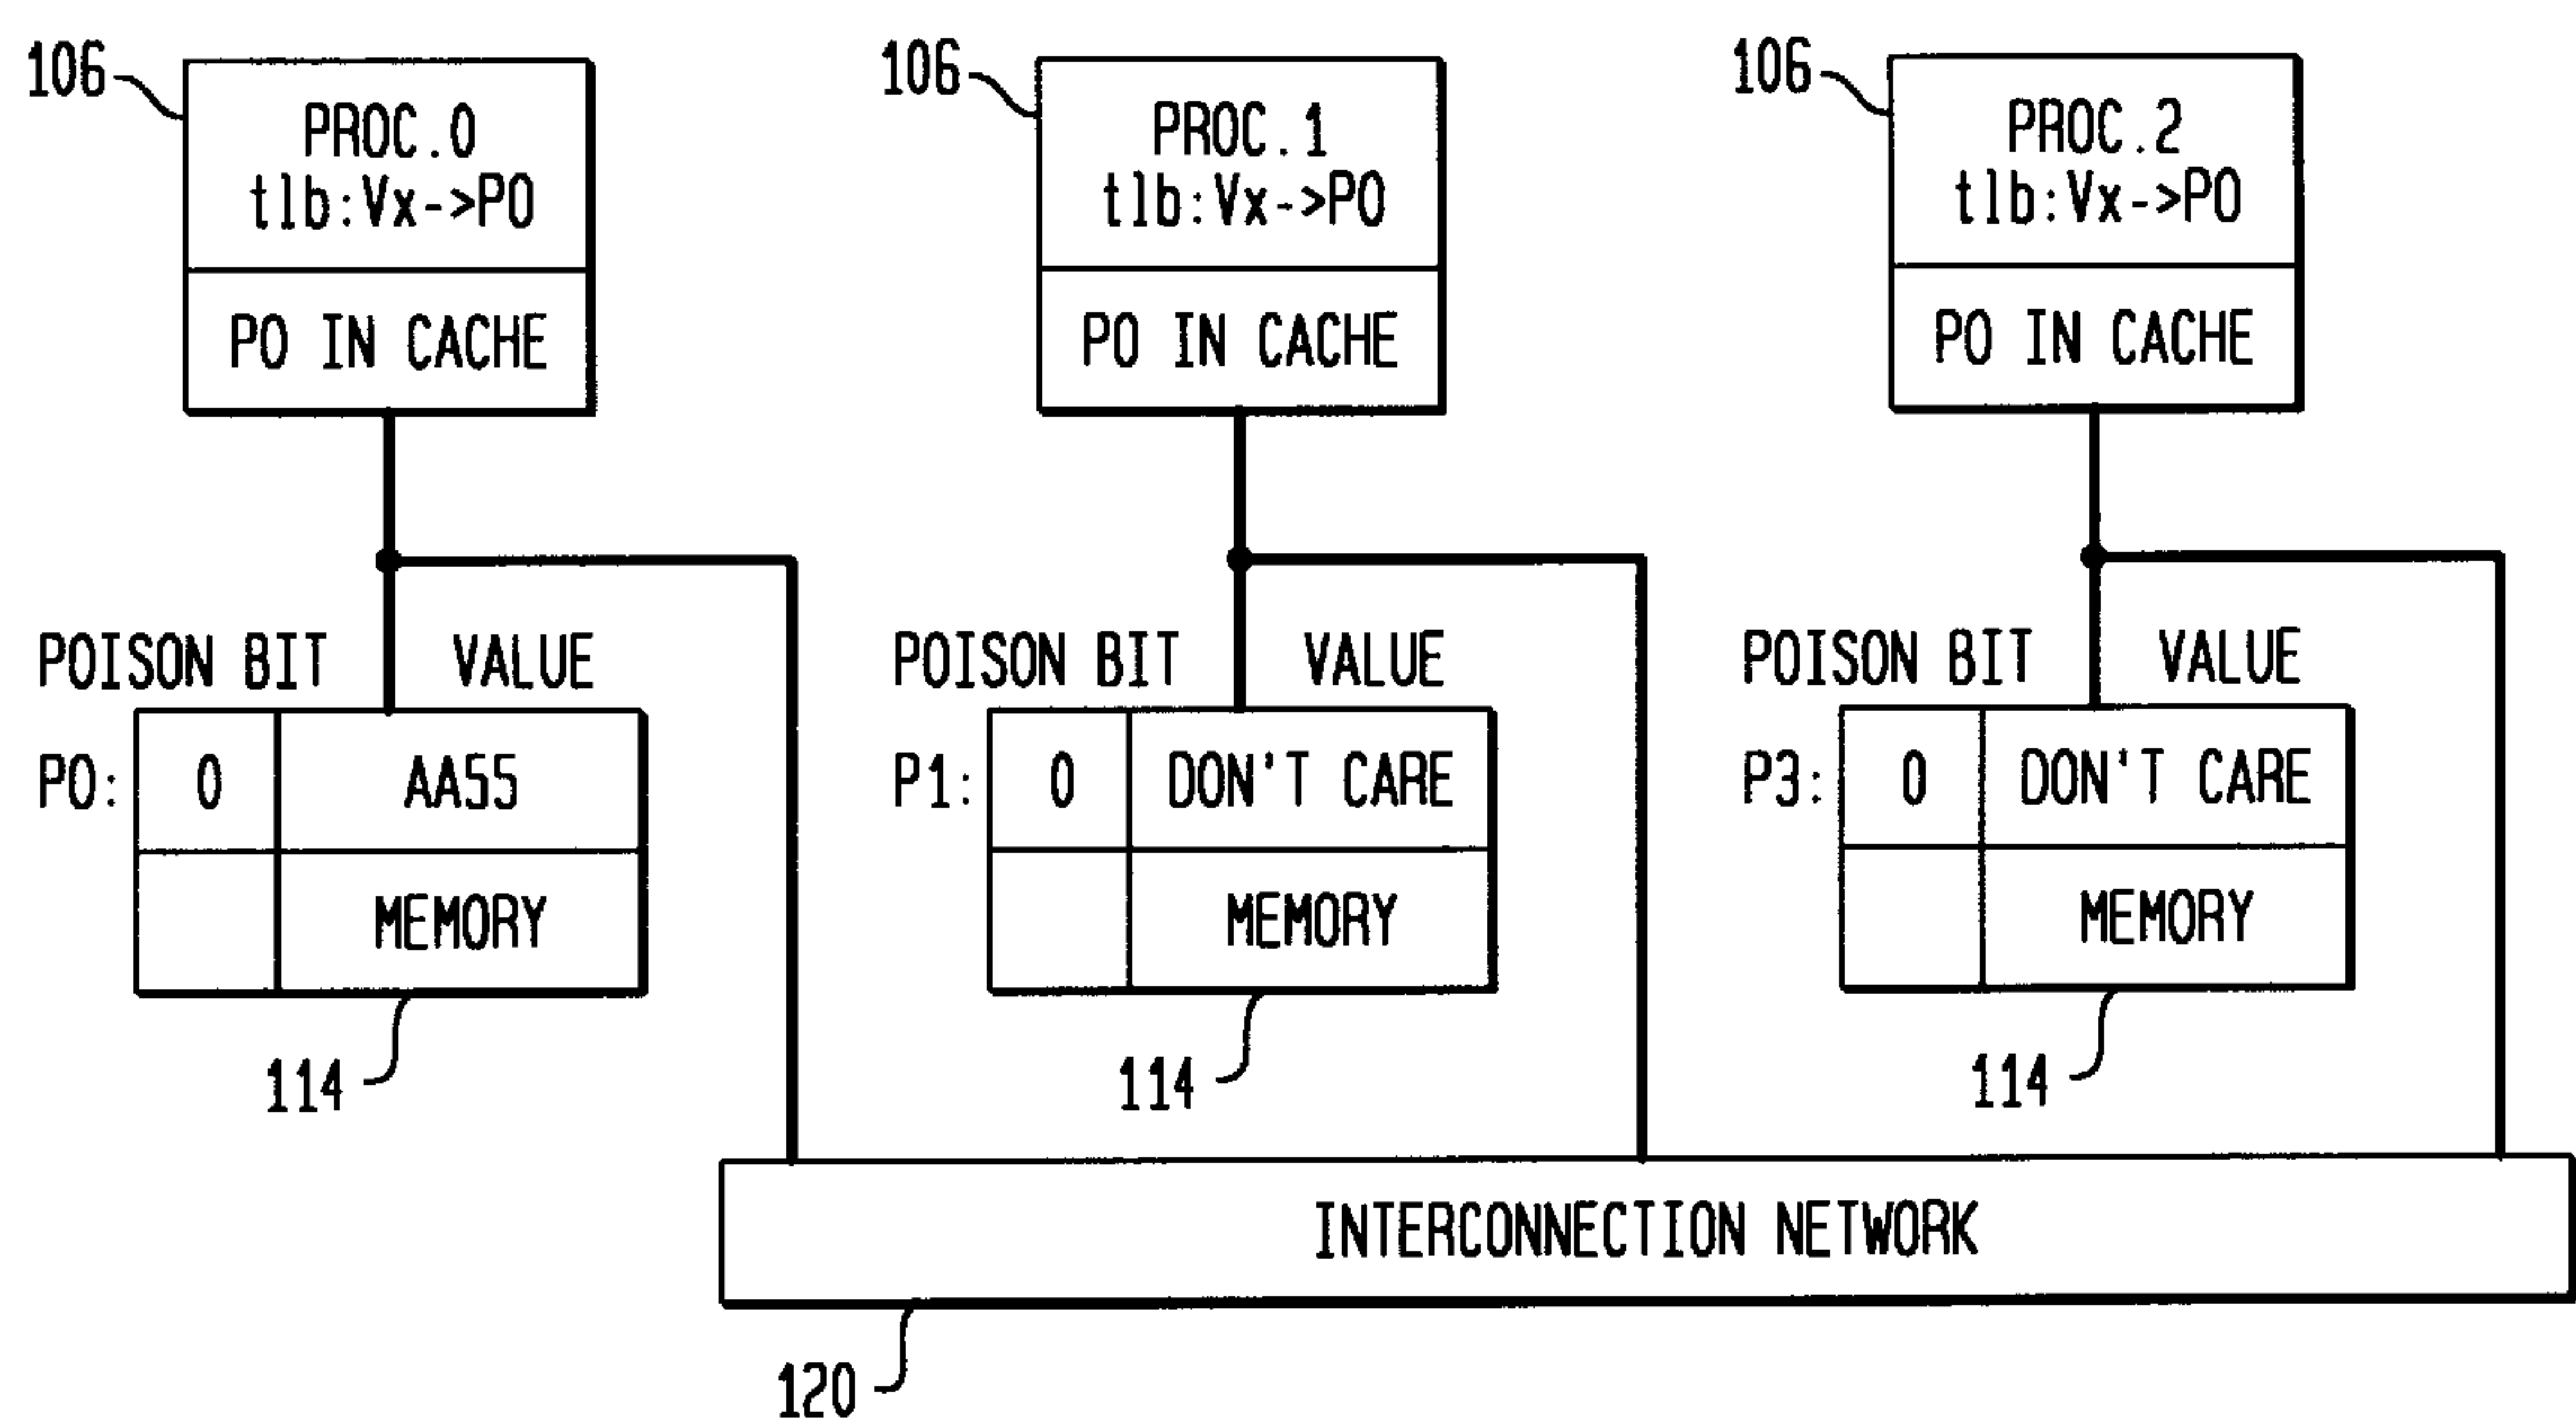 106
PROC.0
tlb:Vx->P0
P0 IN CACHE
106
PROC.1
tlb:Vx->P0
P0 IN CACHE
106
PROC.2
tlb:Vx->P0
P0 IN CACHE
POISON BIT VALUE
P0: 0 AA55
MEMORY
114
POISON BIT VALUE
P1: 0 DON'T CARE
MEMORY
114
POISON BIT VALUE
P3: 0 DON'T CARE
MEMORY
114
INTERCONNECTION NETWORK
120